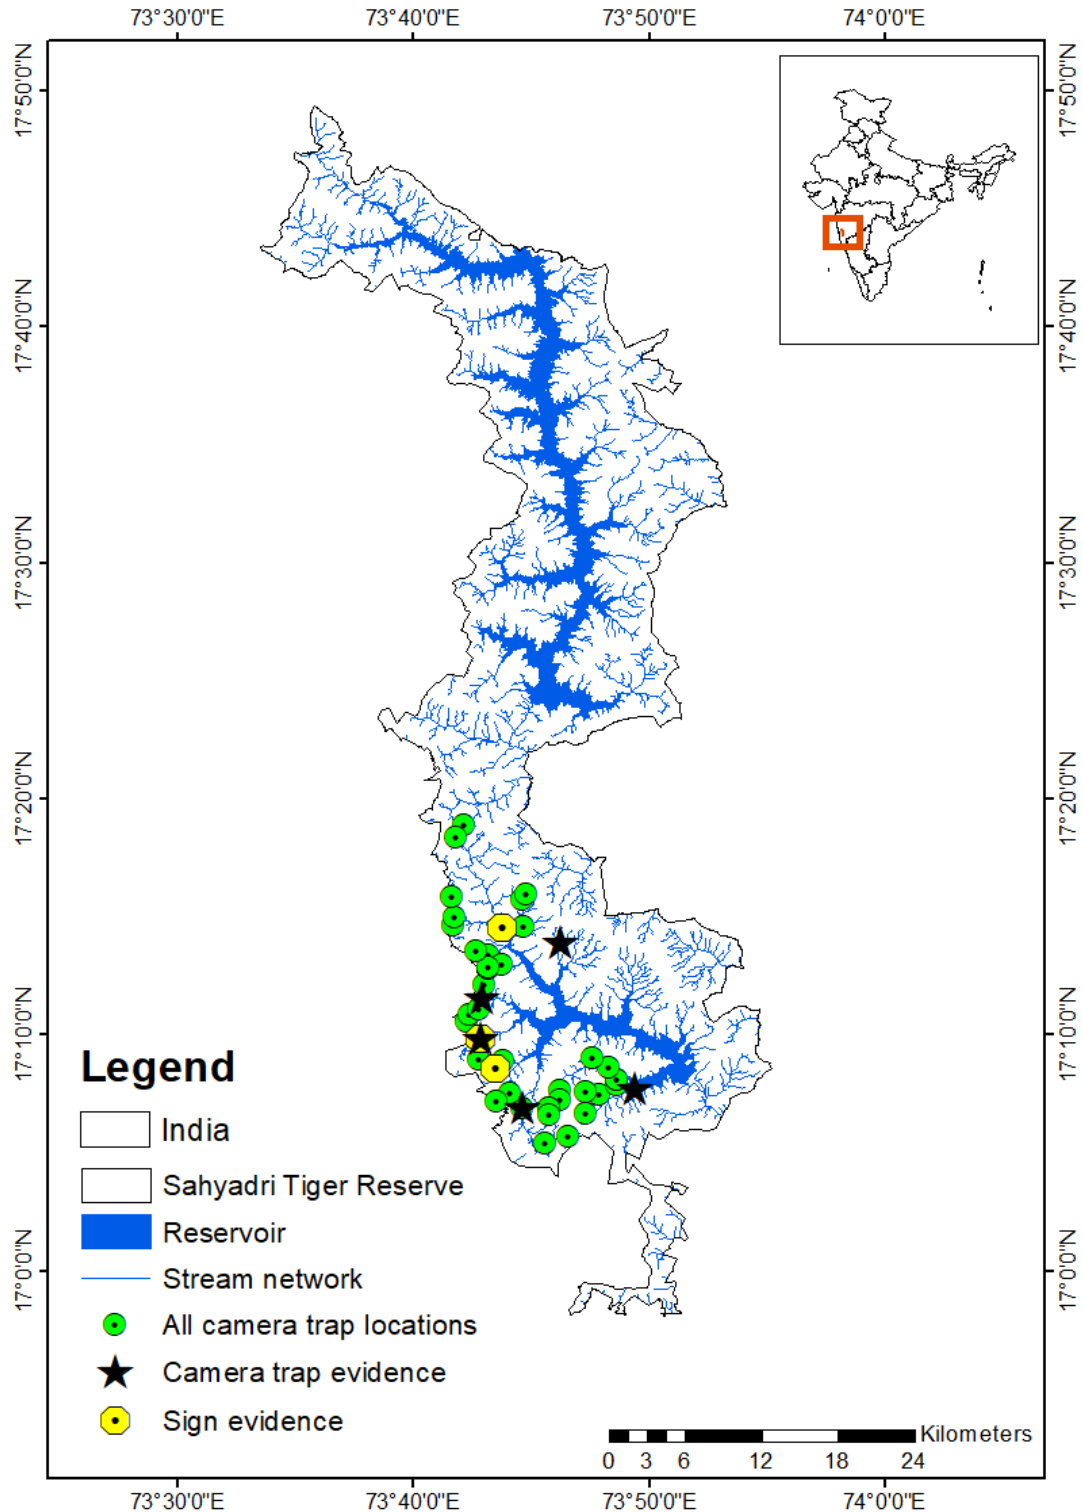 73°30'0"E 73°40'0"E 73°50'0"E 74°0'0"E
17°50'0"N 17°50'0"N
17°40'0"N 17°40'0"N
17°30'0"N 17°30'0"N
17°20'0"N 17°20'0"N
17°10'0"N 17°10'0"N
17°0'0"N 17°0'0"N
Legend
India
Sahyadri Tiger Reserve
Reservoir
Stream network
All camera trap locations
Camera trap evidence
Sign evidence
Kilometers
0 3 6 12 18 24
73°30'0"E 73°40'0"E 73°50'0"E 74°0'0"E